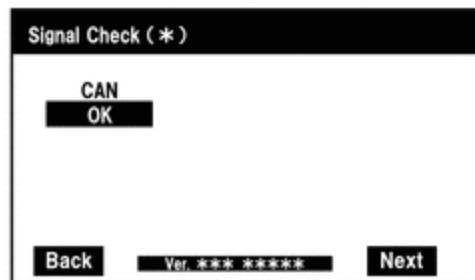 Signal Check (＊)
CAN
OK
Back Ver. ＊＊＊ ＊＊＊＊＊ Next